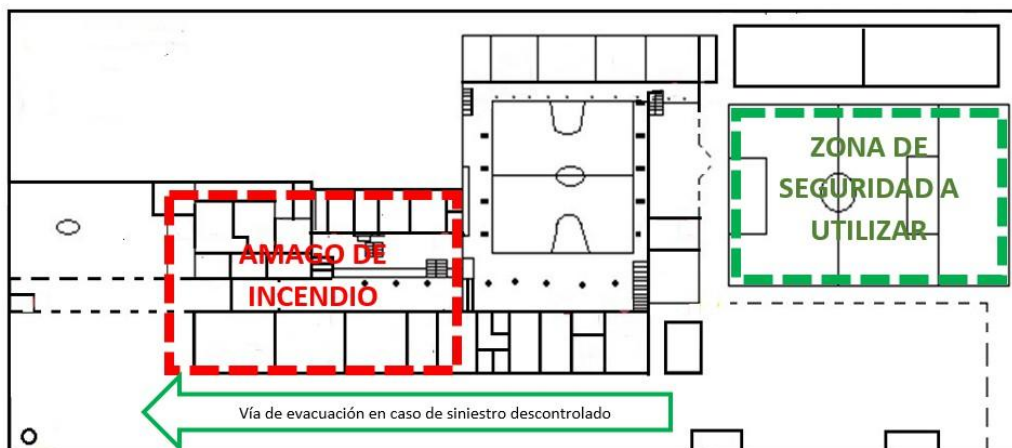 ZONA DE
SEGURIDAD A
UTILIZAR
AMAGO DE
INCENDIO
Vía de evacuación en caso de siniestro descontrolado